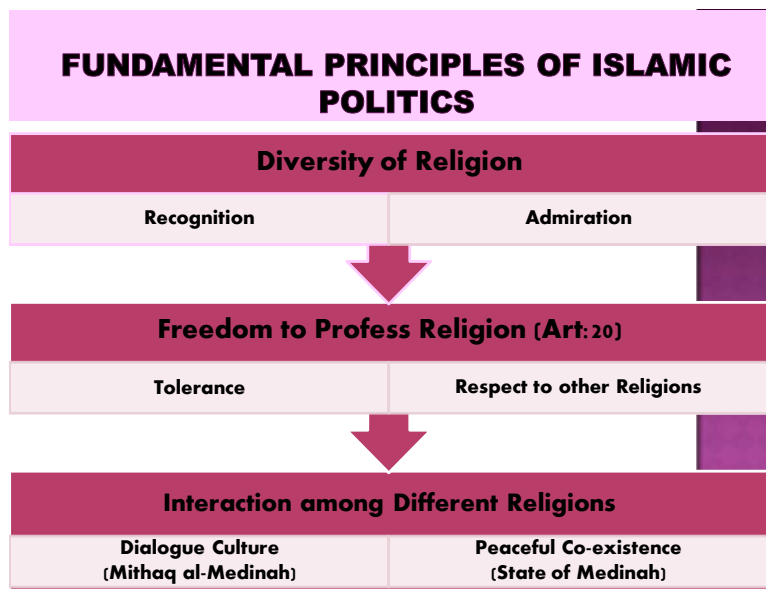 FUNDAMENTAL PRINCIPLES OF ISLAMIC
POLITICS
Diversity of Religion
Recognition
Admiration
Freedom to Profess Religion (Art: 20)
Tolerance
Respect to other Religions
Interaction among Different Religions
Dialogue Culture
(Mithaq al-Medinah)
Peaceful Co-existence
(State of Medinah)